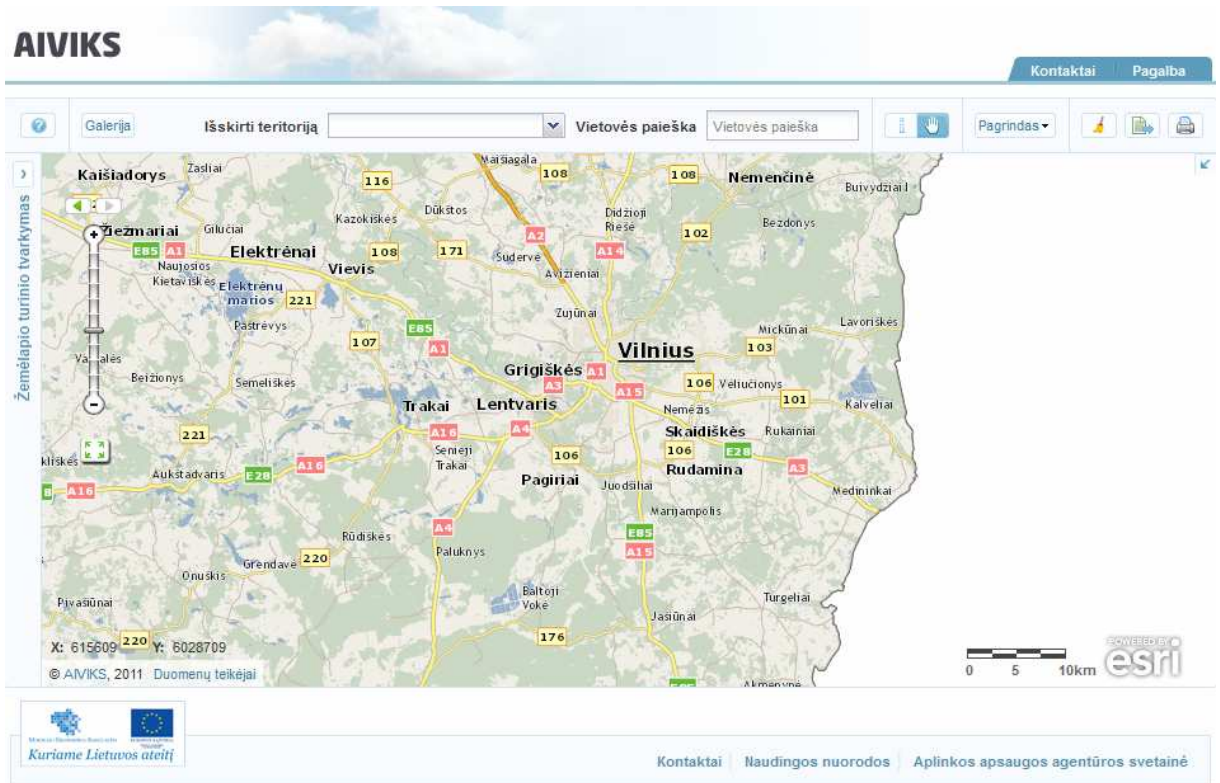 AIVIKS
Kontaktai Pagalba
Galerija Išskirti teritoriją Vietovės paieška Vietovės paieška Pagrindas
Žemėlapio turinio tvarkymas
Kaišiadorys
Zasliai
Maišiagala
108
108
Nemenčinė
Buivydžiai
116
Žiežmariai
Gilučiai
Kazokiškės
Dūkštos
Didžioji
Riešė
102
Bezdonys
E85 A1
Elektrėnai
108
171
A2
A14
Sudervė
Naujosios
Kietaviškės
Vievis
Avižieniai
Elektrėnų
marios
221
Zujūnai
Pastrėvys
E85
107
A1
Mickūnai
Lavoriškės
Vilnius
103
Beižionys
Semeliškės
Grigiškės
A1
A3
A15
106
Vėliučionys
101
Kalveliai
Trakai
Lentvaris
Nemėžis
221
A16
A4
Skaidiškės
Rukainiai
Senieji
Trakai
106
106
E28
Aukštadvaris
E28
A16
Rudamina
A3
A16
Pagiriai
Juodšiliai
Medininkai
Marijampolis
A4
E85
A15
Rūdiškės
Paluknys
Grendavė
220
Onuškis
Baltoji
Vokė
Turgeliai
Pivašiūnai
Jašiūnai
220
176
X: 615609 Y: 6028709
0 5 10km
POWERED BY
esri
© AIVIKS, 2011 Duomenų teikėjai
Kuriame Lietuvos ateitį
Kontaktai Naudingos nuorodos Aplinkos apsaugos agentūros svetainė